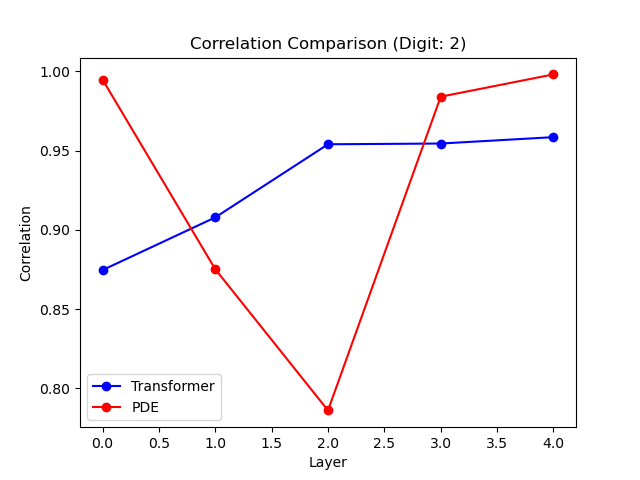 Correlation Comparison (Digit: 2)
1.00
0.95
0.90
0.85
0.80
Correlation
Transformer
PDE
0.0 0.5 1.0 1.5 2.0 2.5 3.0 3.5 4.0
Layer